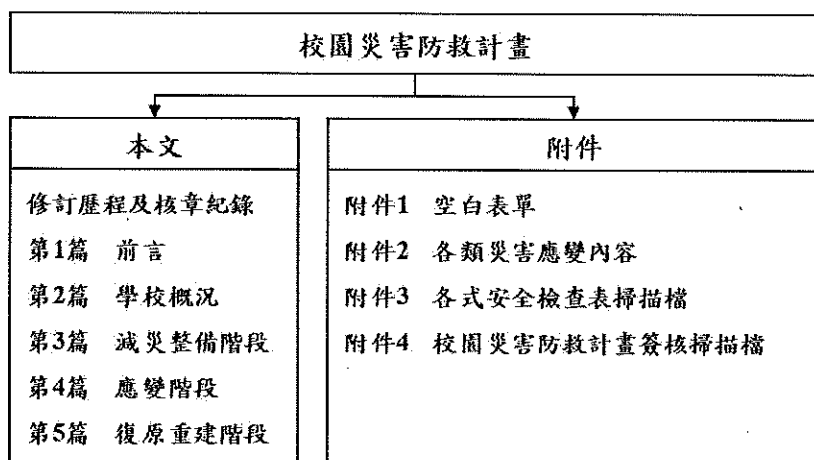 校園災害防救計畫
本文
修訂歷程及核章紀錄
第1篇 前言
第2篇 學校概況
第3篇 減災整備階段
第4篇 應變階段
第5篇 復原重建階段
附件
附件1 空白表單
附件2 各類災害應變內容
附件3 各式安全檢查表掃描檔
附件4 校園災害防救計畫簽核掃描檔